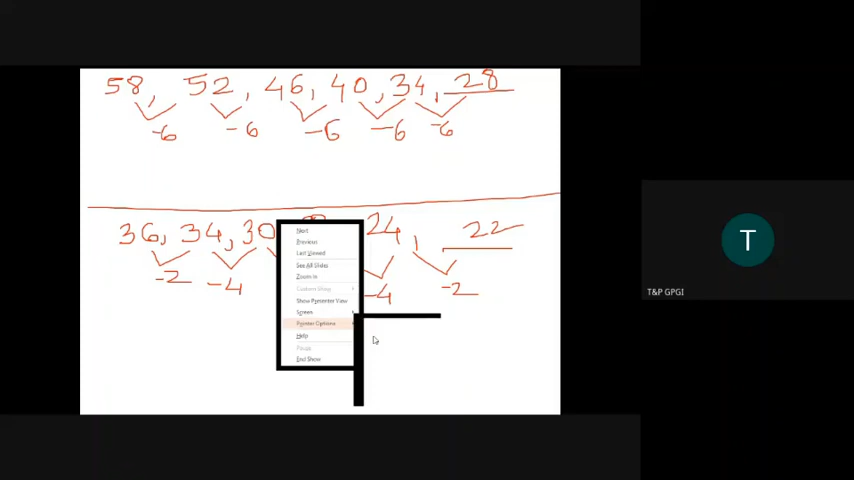 58, 52, 46, 40, 34, 28
-6 -6 -6 -6 -6
36, 34, 30 24, 22
-2 -4 -4 -2
Next
Previous
Last Viewed
See All Slides
Zoom In
Custom Show
Show Presenter View
Screen
Pointer Options
Help
Pause
End Show
T
T&P GPGI